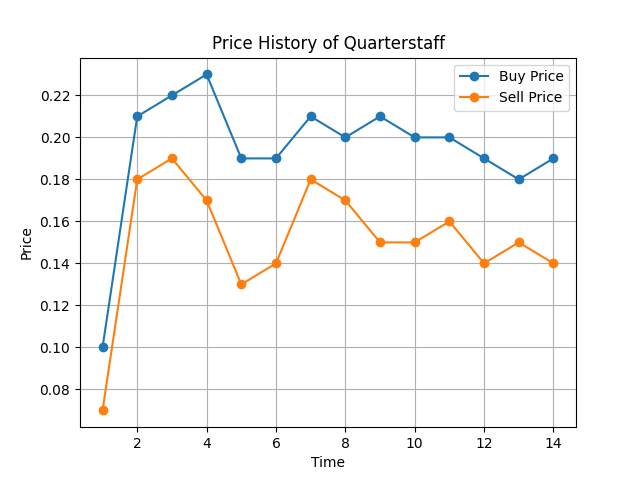 Price History of Quarterstaff
Buy Price
Sell Price
0.22
0.20
0.18
0.16
0.14
0.12
0.10
0.08
Price
2 4 6 8 10 12 14
Time